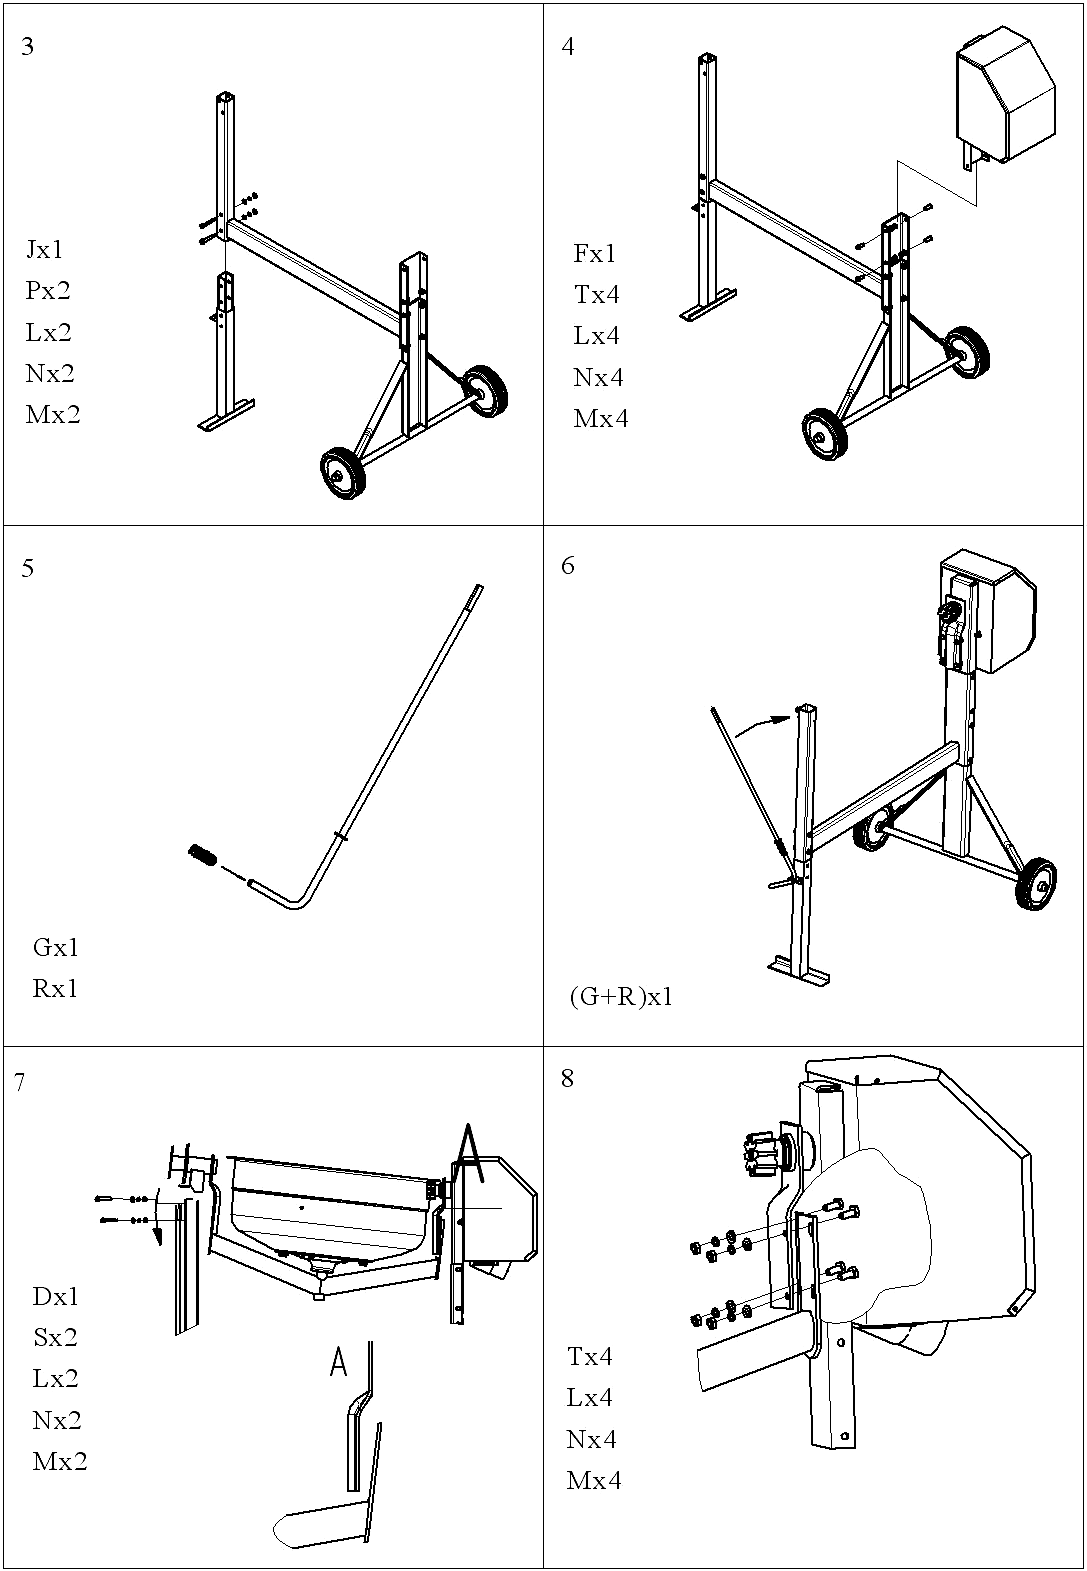 3
Jx1
Px2
Lx2
Nx2
Mx2
4
Fx1
Tx4
Lx4
Nx4
Mx4
5
Gx1
Rx1
6
(G+R)x1
7
A
Dx1
Sx2
Lx2
Nx2
Mx2
A
8
Tx4
Lx4
Nx4
Mx4